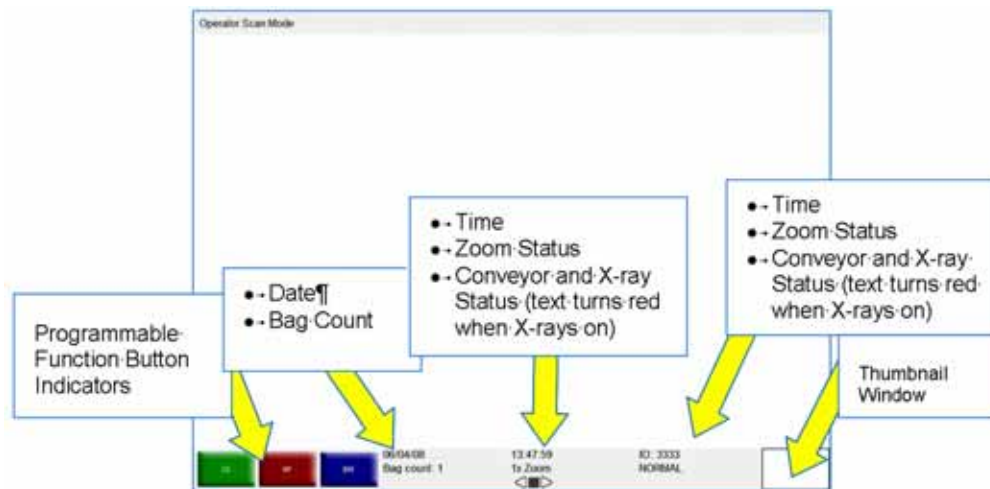 Operator Scan Mode
●→Time
●→Zoom·Status
●→Conveyor·and·X-ray·
Status·(text·turns·red·
when·X-rays·on)
●→Time
●→Zoom·Status
●→Conveyor·and·X-ray·
Status·(text·turns·red·
when·X-rays·on)
●→Date¶
●→Bag·Count
Programmable·
Function·Button·
Indicators
Thumbnail
Window
06/04/08
Bag count: 1
13:47:59
1x Zoom
ID: 3333
NORMAL